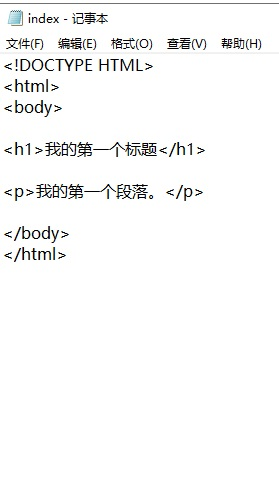 index - 记事本
文件(F) 编辑(E) 格式(O) 查看(V) 帮助(H)
<!DOCTYPE HTML>
<html>
<body>
<h1>我的第一个标题</h1>
<p>我的第一个段落。</p>
</body>
</html>